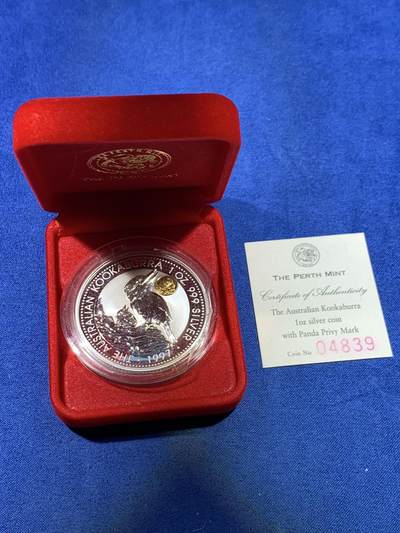 THE AUSTRALIAN KOOKABURRA 1 OZ. 999 SILVER
1997
THE PERTH MINT
Certificate of Authenticity
The Australian Kookaburra
1oz silver coin
with Panda Privy Mark
Coin No 04839